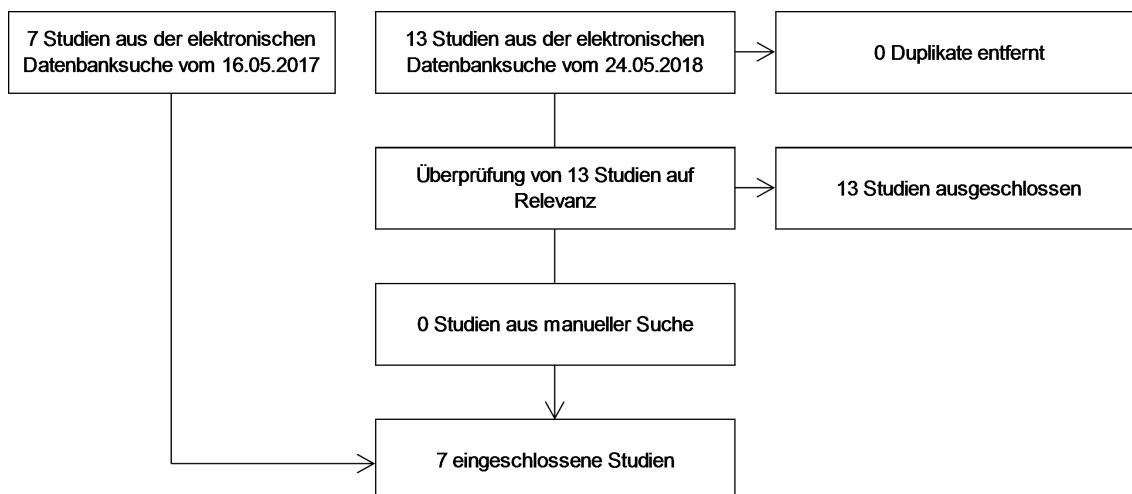 7 Studien aus der elektronischen
Datenbanksuche vom 16.05.2017
13 Studien aus der elektronischen
Datenbanksuche vom 24.05.2018
0 Duplikate entfernt
Überprüfung von 13 Studien auf
Relevanz
13 Studien ausgeschlossen
0 Studien aus manueller Suche
7 eingeschlossene Studien